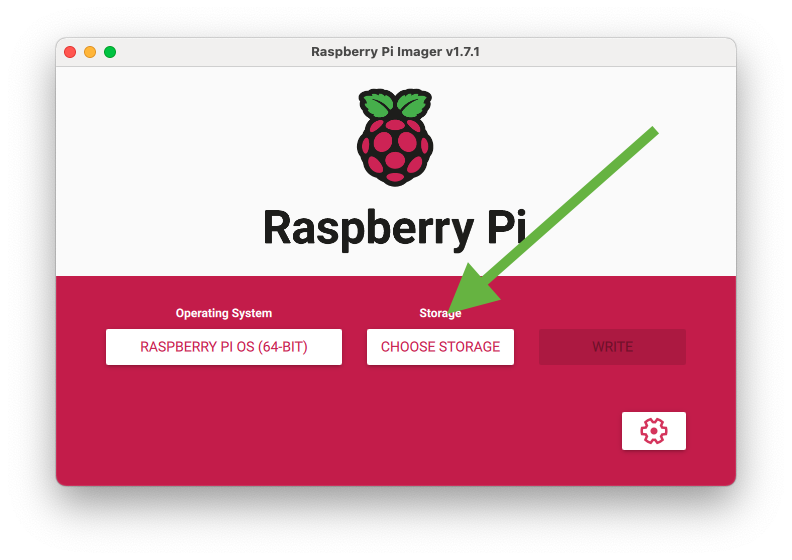 Raspberry Pi Imager v1.7.1
Raspberry Pi
Operating System
Storage
RASPBERRY PI OS (64-BIT)
CHOOSE STORAGE
WRITE